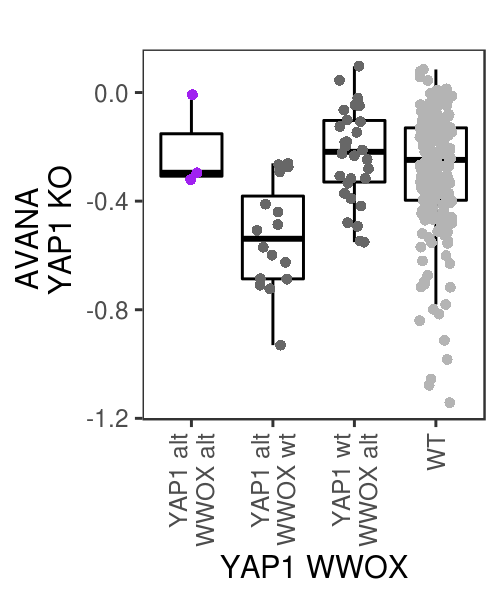 AVANA
YAP1 KO
0.0
-0.4
-0.8
-1.2
YAP1 alt
WWOX alt
YAP1 alt
WWOX wt
YAP1 wt
WWOX alt
WT
YAP1 WWOX